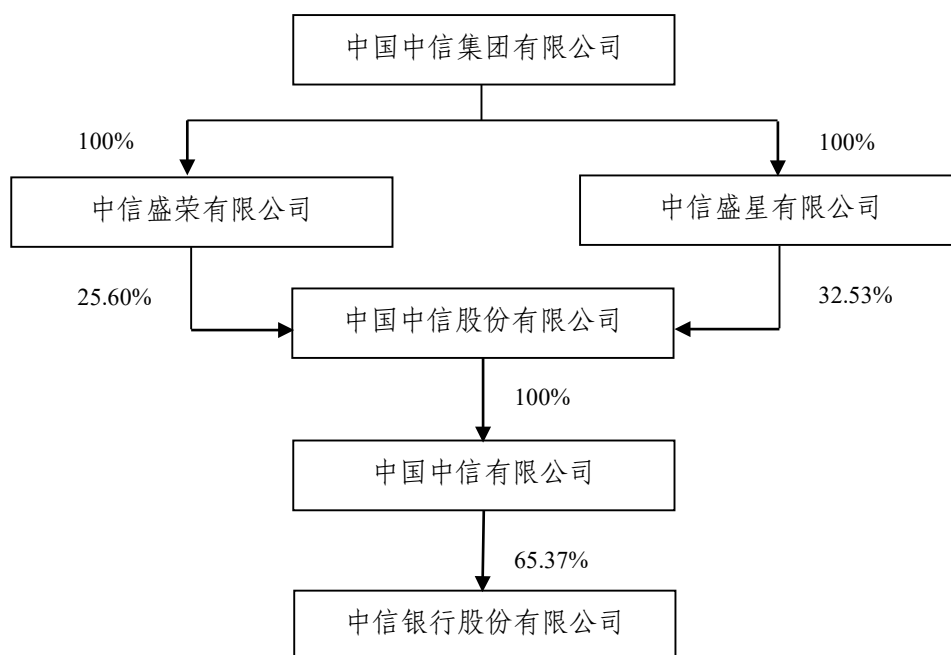 中国中信集团有限公司
100%
100%
中信盛荣有限公司
中信盛星有限公司
25.60%
32.53%
中国中信股份有限公司
100%
中国中信有限公司
65.37%
中信银行股份有限公司